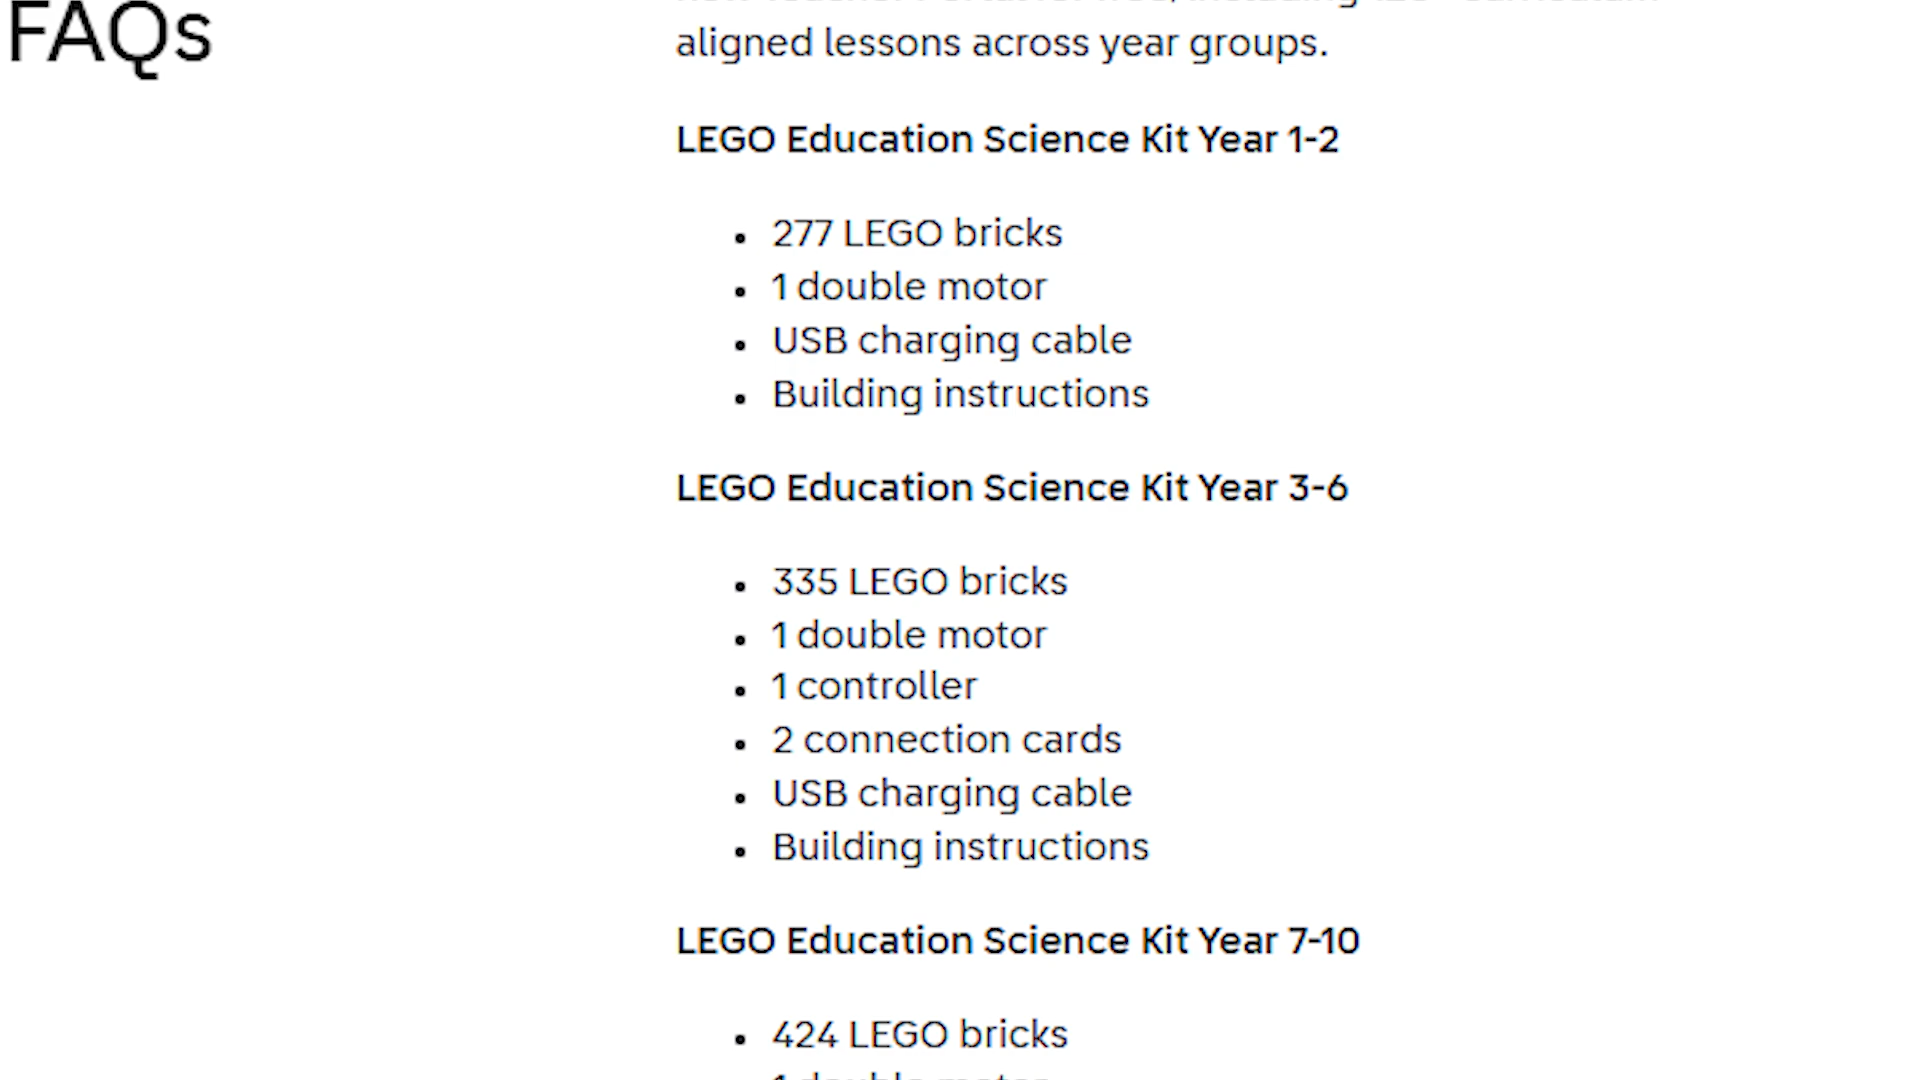 FAQs
aligned lessons across year groups.
LEGO Education Science Kit Year 1-2
• 277 LEGO bricks
• 1 double motor
• USB charging cable
• Building instructions
LEGO Education Science Kit Year 3-6
• 335 LEGO bricks
• 1 double motor
• 1 controller
• 2 connection cards
• USB charging cable
• Building instructions
LEGO Education Science Kit Year 7-10
• 424 LEGO bricks
1 double motor